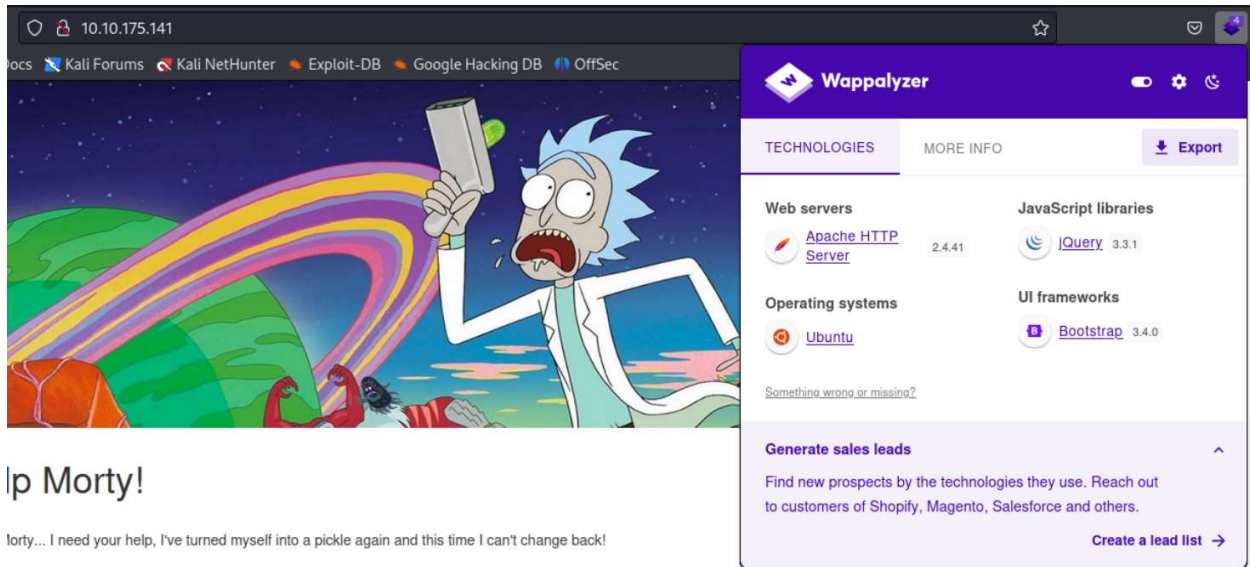 10.10.175.141
4
Docs Kali Forums Kali NetHunter Exploit-DB Google Hacking DB OffSec
Wappalyzer
TECHNOLOGIES
MORE INFO
Export
Web servers
Apache HTTP
Server
2.4.41
Operating systems
Ubuntu
JavaScript libraries
jQuery 3.3.1
UI frameworks
Bootstrap 3.4.0
Something wrong or missing?
Generate sales leads
Find new prospects by the technologies they use. Reach out
to customers of Shopify, Magento, Salesforce and others.
Create a lead list
lp Morty!
Morty... I need your help, I've turned myself into a pickle again and this time I can't change back!